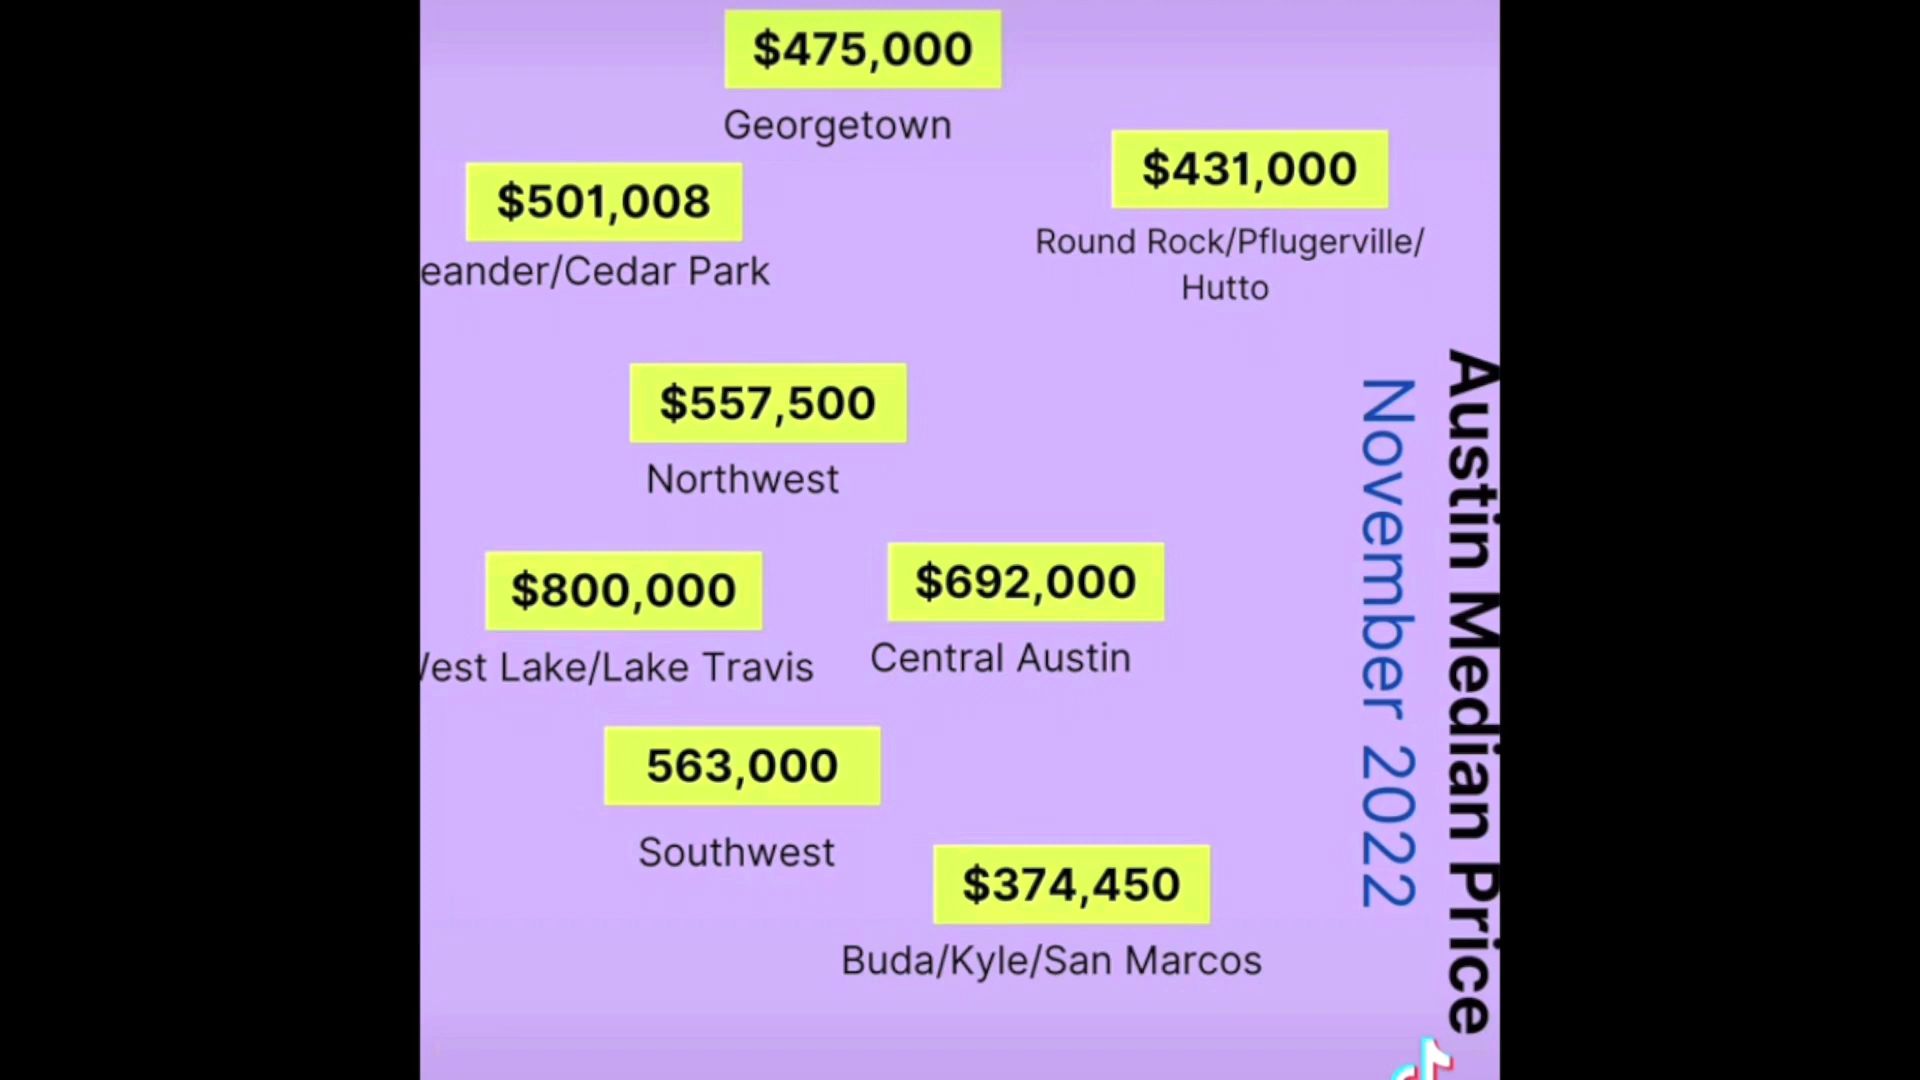 $475,000
Georgetown
$431,000
Round Rock/Pflugerville/
Hutto
$501,008
eander/Cedar Park
$557,500
Northwest
$800,000
West Lake/Lake Travis
$692,000
Central Austin
563,000
Southwest
$374,450
Buda/Kyle/San Marcos
November 2022
Austin Median Price